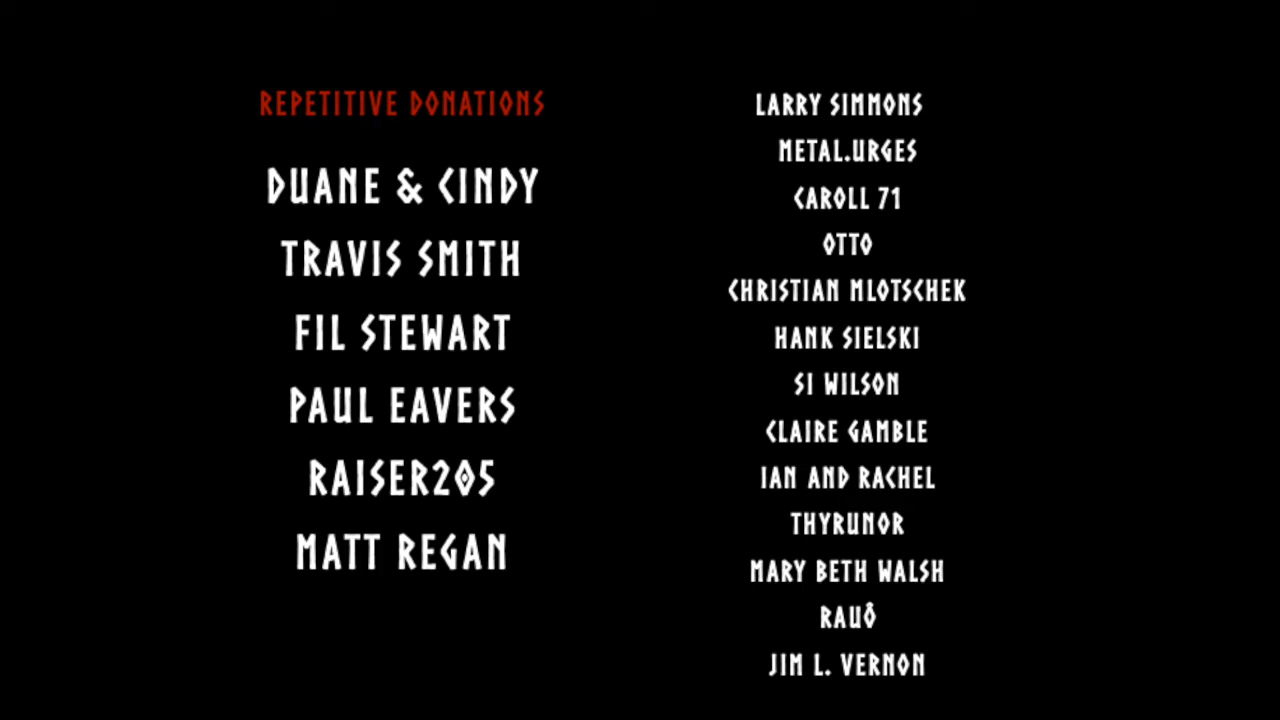 REPETITIVE DONATIONS
DUANE & CINDY
TRAVIS SMITH
FIL STEWART
PAUL EAVERS
RAISER205
MATT REGAN
LARRY SIMMONS
METAL.URGES
CAROLL 71
OTTO
CHRISTIAN MLOTSCHEK
HANK SIELSKI
SI WILSON
CLAIRE GAMBLE
IAN AND RACHEL
THYRUNOR
MARY BETH WALSH
RAUÔ
JIM L. VERNON